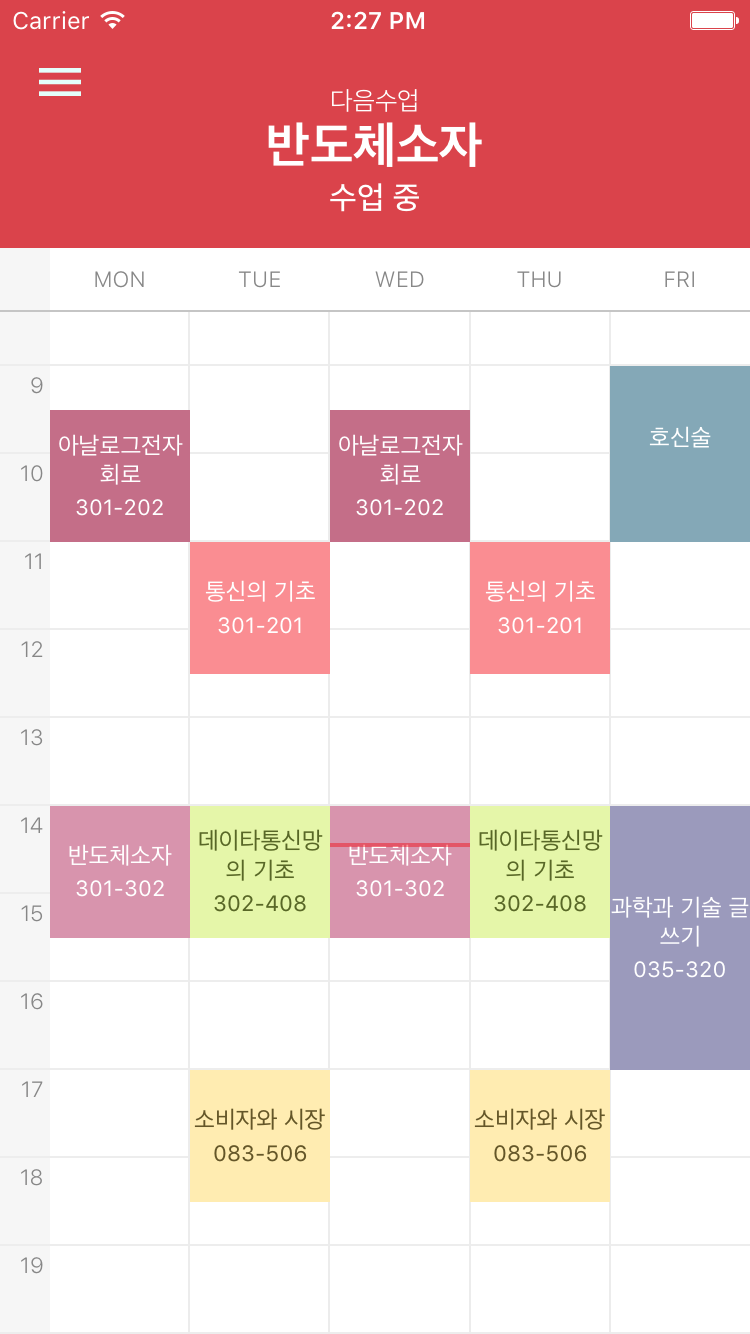 Carrier 2:27 PM
다음수업
반도체소자
수업 중
MON TUE WED THU FRI
9
호신술
아날로그전자
회로
301-202
아날로그전자
회로
301-202
10
11
통신의 기초
301-201
통신의 기초
301-201
12
13
14
반도체소자
301-302
데이타통신망
의 기초
302-408
반도체소자
301-302
데이타통신망
의 기초
302-408
과학과 기술 글
쓰기
035-320
15
16
17
소비자와 시장
083-506
소비자와 시장
083-506
18
19